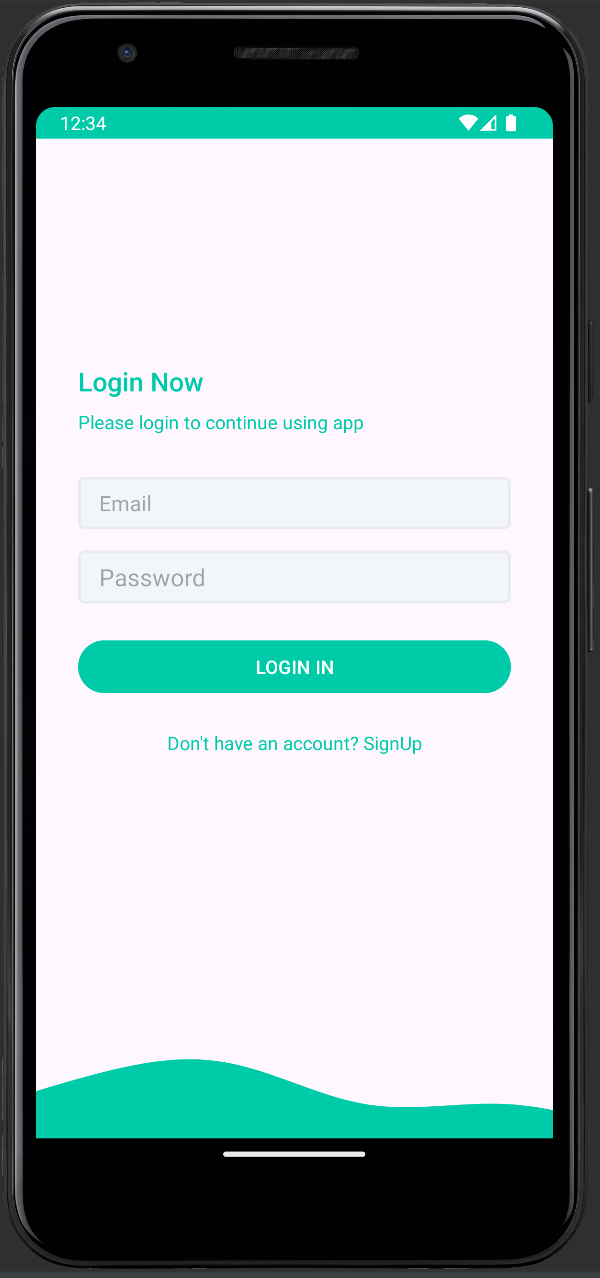 12:34
Login Now
Please login to continue using app
Email
Password
LOGIN IN
Don't have an account? SignUp